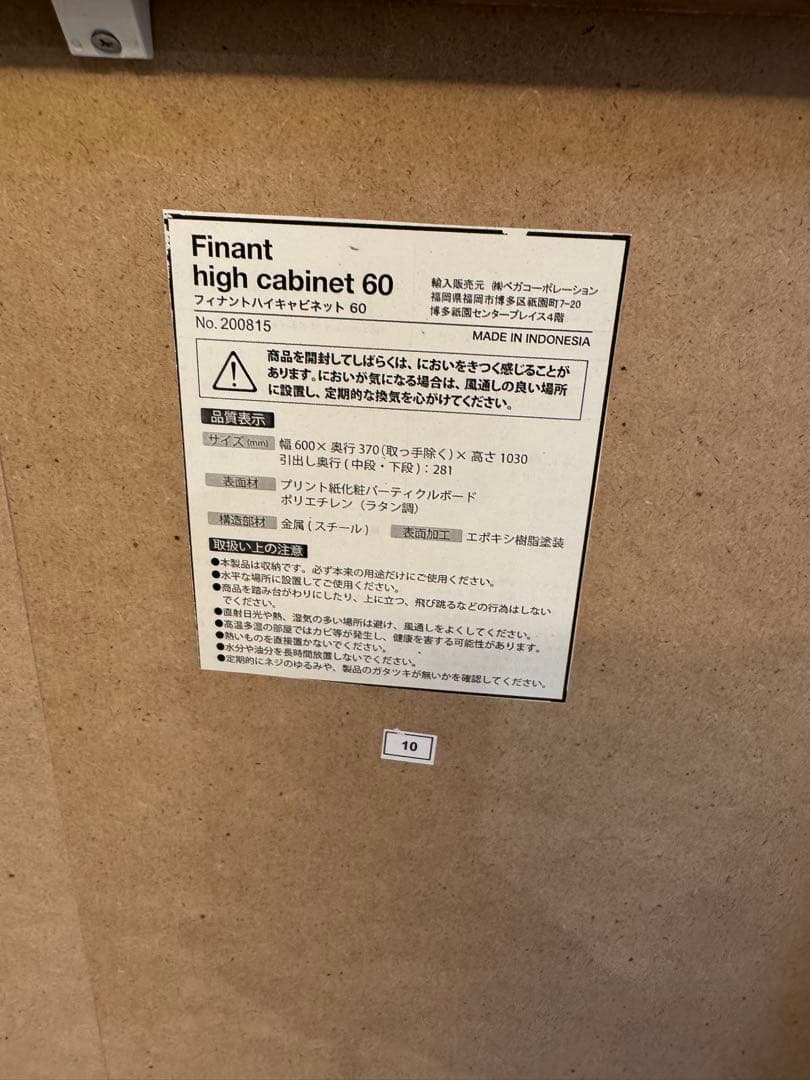 Finant
high cabinet 60
フィナントハイキャビネット 60
No. 200815
輸入販売元 ㈱ベガコーポレーション
福岡県福岡市博多区祇園町7-20
博多祇園センタープレイス4階
MADE IN INDONESIA
商品を開封してしばらくは、においをきつく感じることが
あります。においが気になる場合は、風通しの良い場所
に設置し、定期的な換気を心がけてください。
品質表示
サイズ(mm) 幅 600×奥行 370(取っ手除く)×高さ 1030
引出し奥行(中段・下段):281
表面材 プリント紙化粧パーティクルボード
ポリエチレン(ラタン調)
構造部材 金属(スチール) 表面加工 エポキシ樹脂塗装
取扱い上の注意
●本製品は収納です。必ず本来の用途だけにご使用ください。
●水平な場所に設置してご使用ください。
●商品を踏み台がわりにしたり、上に立つ、飛び跳るなどの行為はしない
でください。
●直射日光や熱、湿気の多い場所は避け、風通しをよくしてください。
●高温多湿の部屋ではカビ等が発生し、健康を害する可能性があります。
●熱いものを直接置かないでください。
●水分や油分を長時間放置しないでください。
●定期的にネジのゆるみや、製品のガタツキが無いかを確認してください。
10